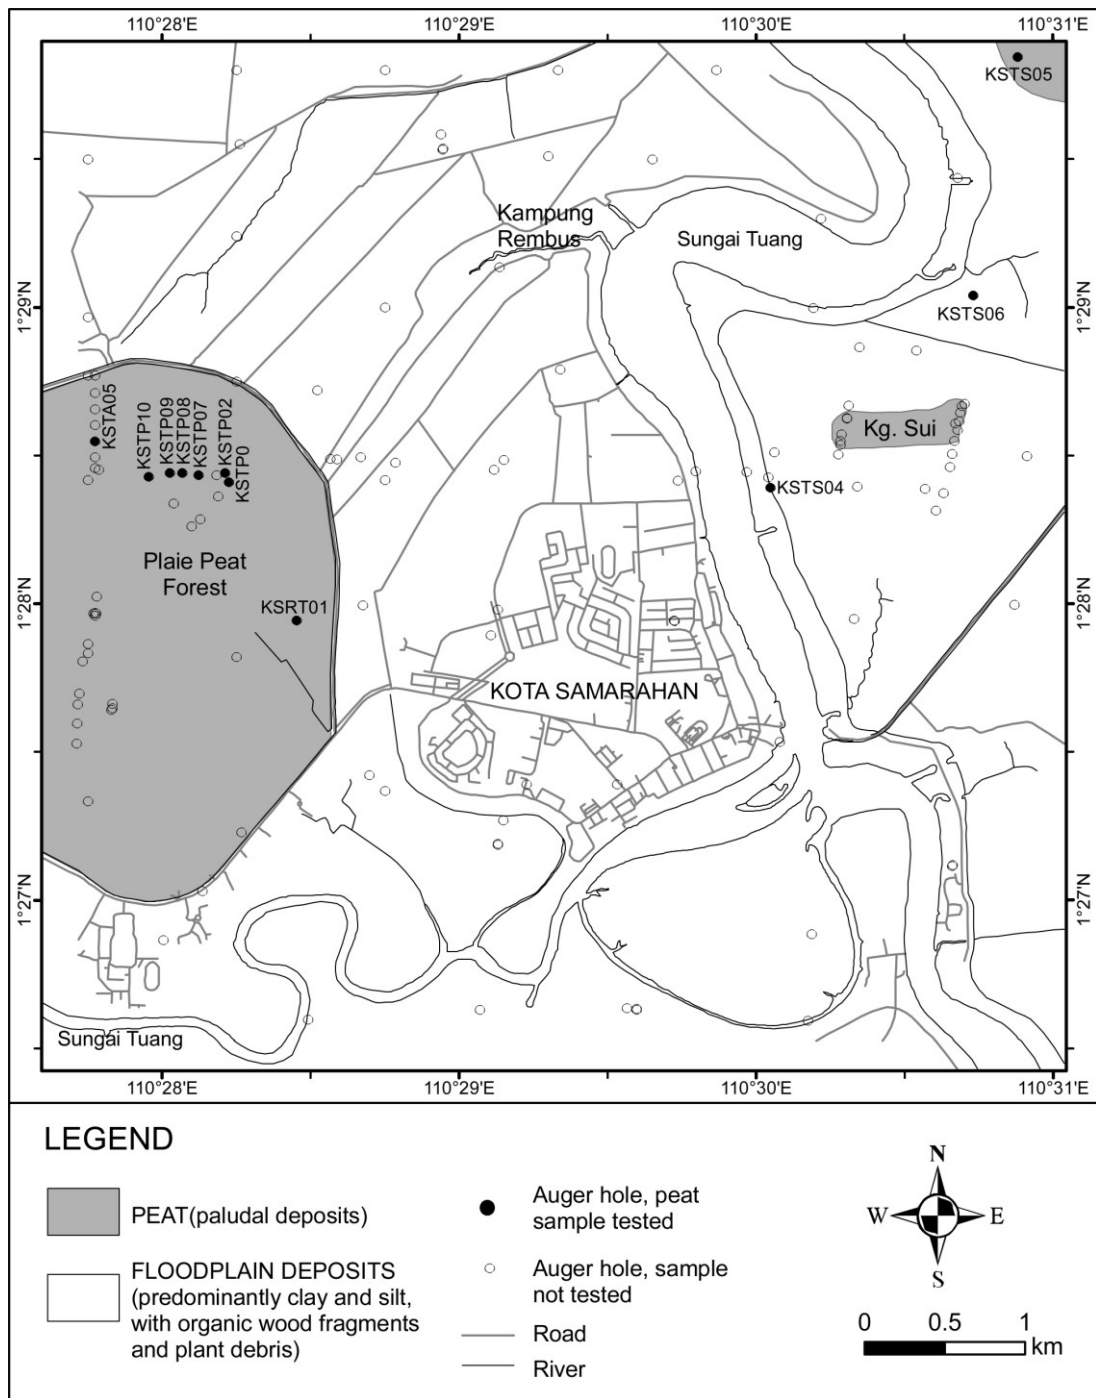 110°28'E 110°29'E 110°30'E 110°31'E
KSTS05
Kampung
Rembus
Sungai Tuang
1°29'N
1°29'N
KSTS06
KSTA05
KSTP10
KSTP09
KSTP08
KSTP07
KSTP02
KSTP0
Kg. Sui
KSTS04
Plaie Peat
Forest
KSRT01
1°28'N
1°28'N
KOTA SAMARAHAN
1°27'N
1°27'N
Sungai Tuang
110°28'E 110°29'E 110°30'E 110°31'E
LEGEND
PEAT(paludal deposits)
FLOODPLAIN DEPOSITS
(predominantly clay and silt,
with organic wood fragments
and plant debris)
Auger hole, peat
sample tested
Auger hole, sample
not tested
Road
River
N
W E
S
0 0.5 1
km